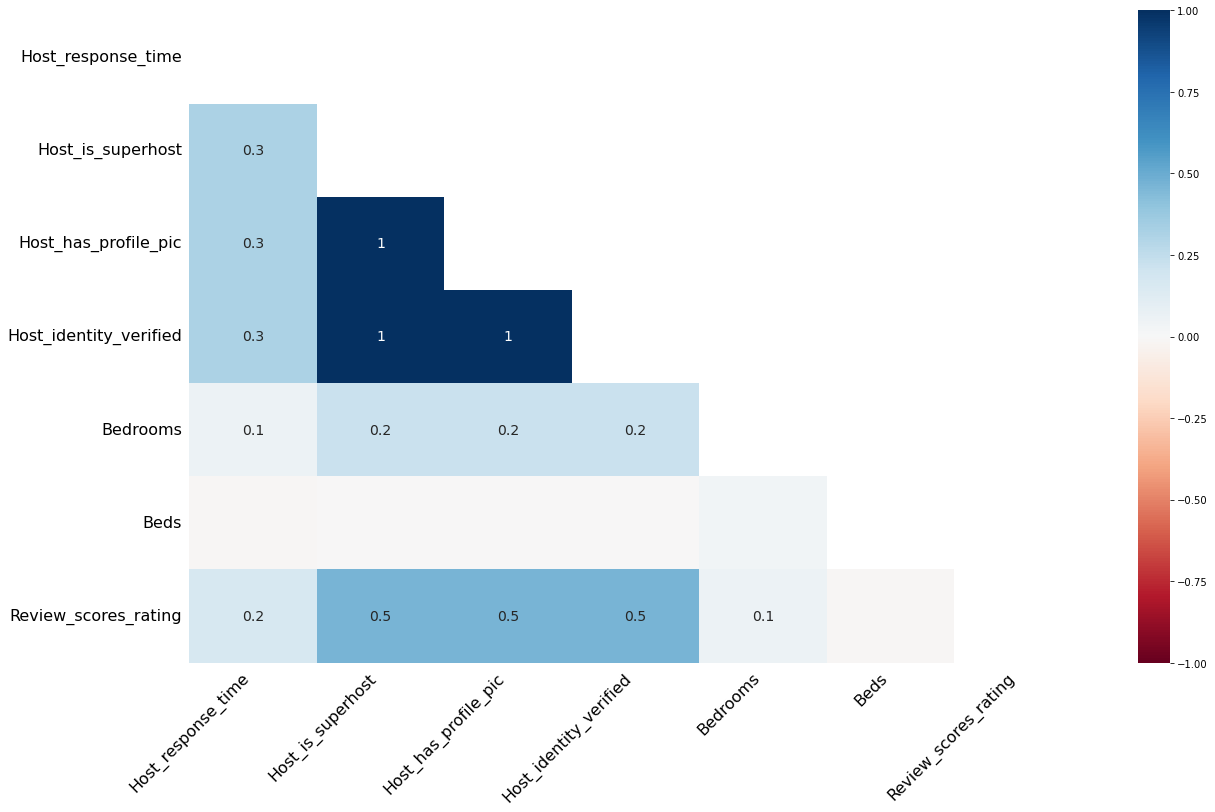 Host_response_time
Host_is_superhost 0.3
Host_has_profile_pic 0.3 1
Host_identity_verified 0.3 1 1
Bedrooms 0.1 0.2 0.2 0.2
Beds
Review_scores_rating 0.2 0.5 0.5 0.5 0.1
Host_response_time
Host_is_superhost
Host_has_profile_pic
Host_identity_verified
Bedrooms
Beds
Review_scores_rating
1.00
0.75
0.50
0.25
0.00
−0.25
−0.50
−0.75
−1.00